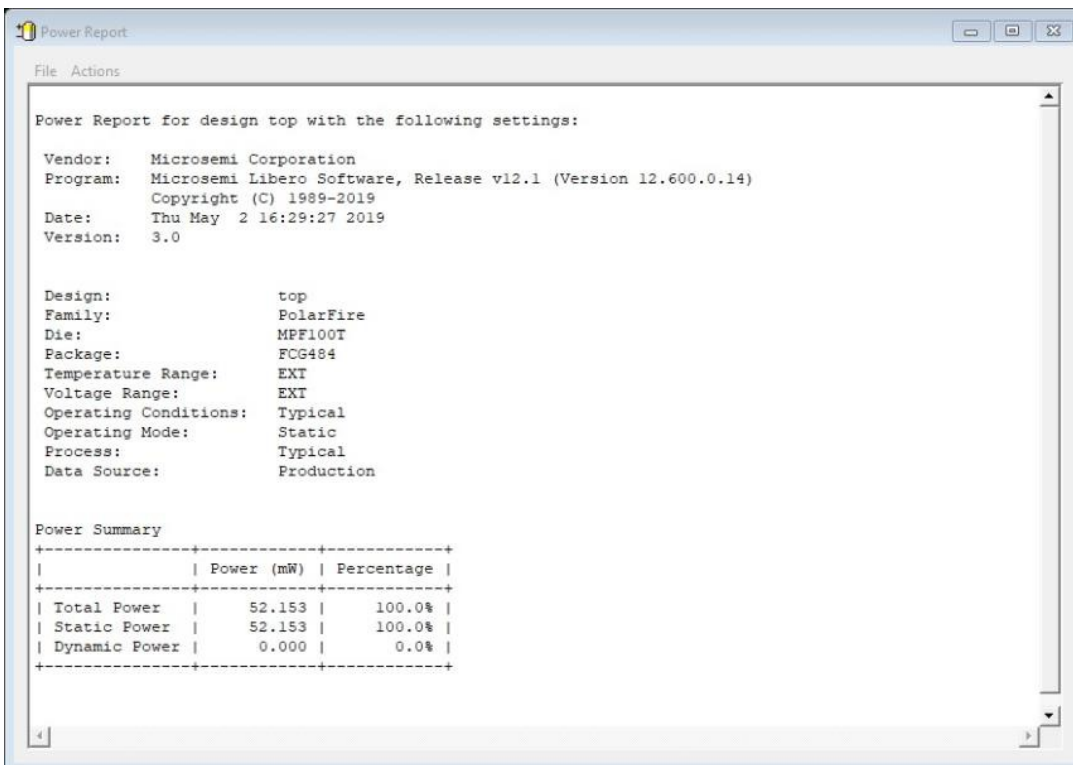 Power Report
File Actions
Power Report for design top with the following settings:
Vendor: Microsemi Corporation
Program: Microsemi Libero Software, Release v12.1 (Version 12.600.0.14)
Copyright (C) 1989-2019
Date: Thu May 2 16:29:27 2019
Version: 3.0
Design: top
Family: PolarFire
Die: MPF100T
Package: FCG484
Temperature Range: EXT
Voltage Range: EXT
Operating Conditions: Typical
Operating Mode: Static
Process: Typical
Data Source: Production
Power Summary
+---------------+------------+------------+
| | Power (mW) | Percentage |
+---------------+------------+------------+
| Total Power | 52.153 | 100.0% |
| Static Power | 52.153 | 100.0% |
| Dynamic Power | 0.000 | 0.0% |
+---------------+------------+------------+